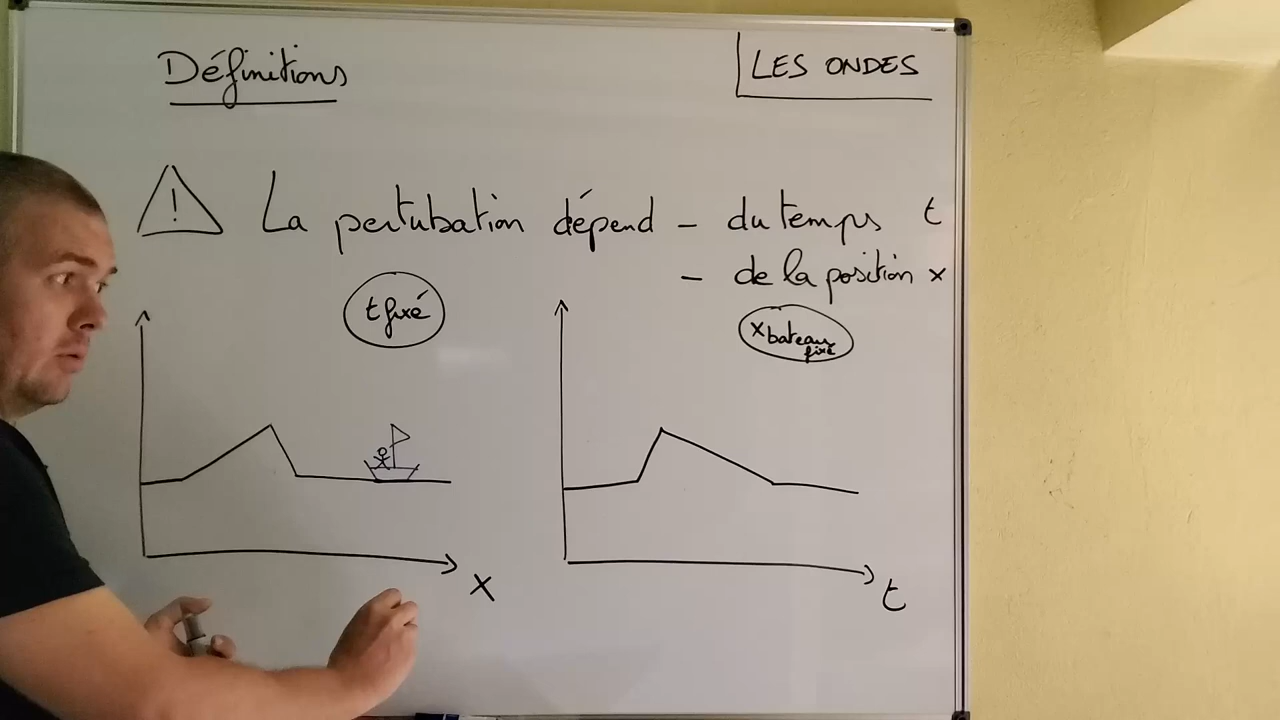 Définitions
LES ONDES
! La pertubation dépend - du temps t
- de la position x
t fixé
x bateau
fixé
x
t